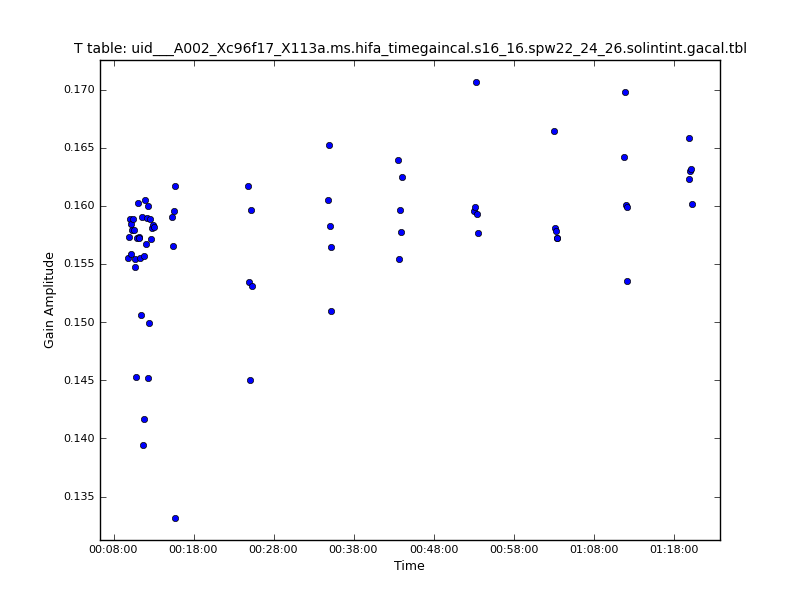 T table: uid___A002_Xc96f17_X113a.ms.hifa_timegaincal.s16_16.spw22_24_26.solintint.gacal.tbl
0.170
0.165
0.160
0.155
0.150
0.145
0.140
0.135
Gain Amplitude
00:08:00 00:18:00 00:28:00 00:38:00 00:48:00 00:58:00 01:08:00 01:18:00
Time